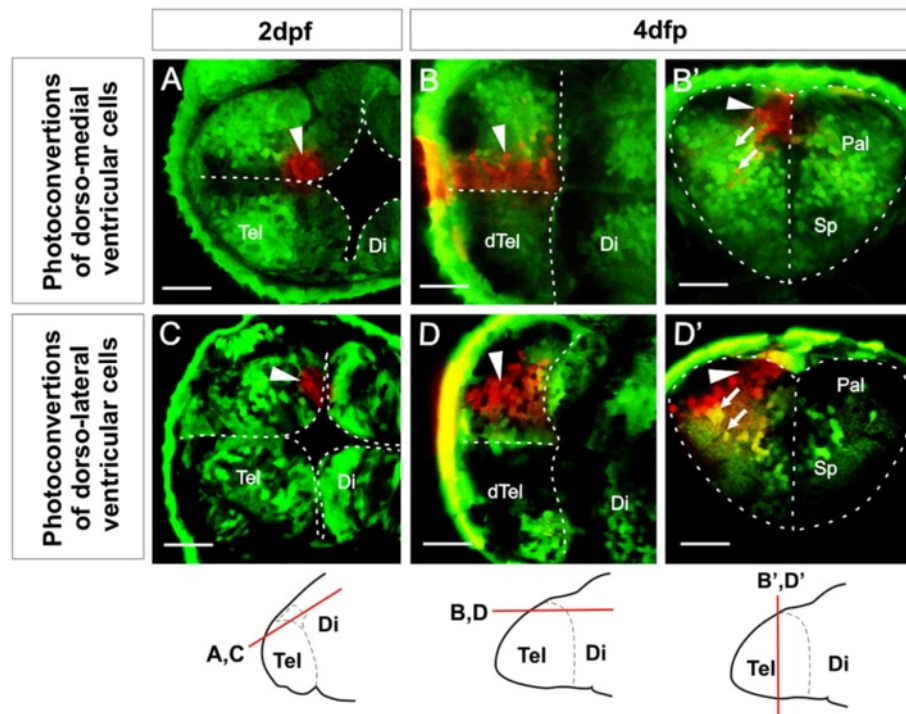 2dpf
4dfp
Photoconvertions
of dorso-medial
ventricular cells
A
Tel
Di
B
dTel
Di
B’
Pal
Sp
Photoconvertions
of dorso-lateral
ventricular cells
C
Tel
Di
D
dTel
Di
D’
Pal
Sp
A,C
Tel
Di
B,D
Tel
Di
B’,D’
Tel
Di